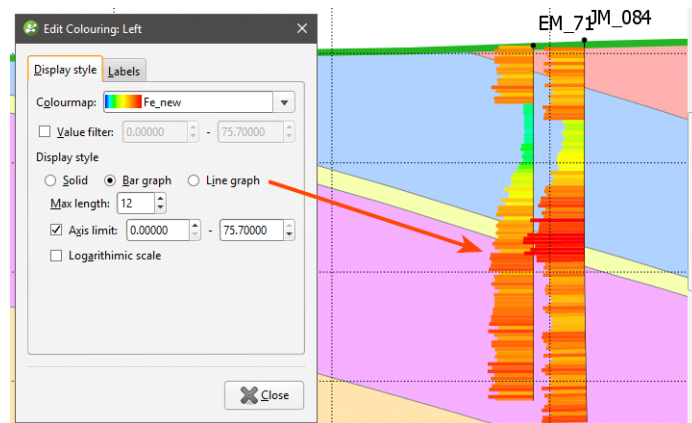 Edit Colouring: Left
Display style Labels
Colourmap: Fe_new
Value filter: 0.00000 - 75.70000
Display style
Solid Bar graph Line graph
Max length: 12
Axis limit: 0.00000 - 75.70000
Logarithimic scale
Close
EM_71 JM_084